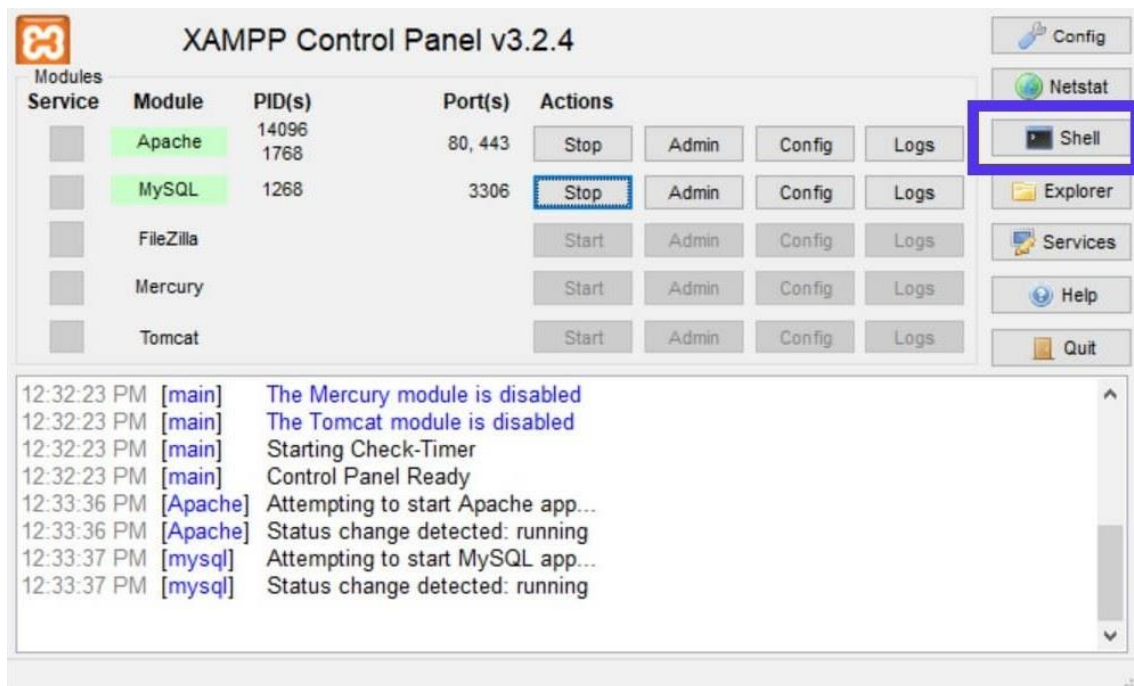 XAMPP Control Panel v3.2.4
Config
Modules
Netstat
Service Module PID(s) Port(s) Actions
Apache 14096 1768 80, 443 Stop Admin Config Logs
Shell
MySQL 1268 3306 Stop Admin Config Logs
Explorer
FileZilla Start Admin Config Logs
Services
Mercury Start Admin Config Logs
Help
Tomcat Start Admin Config Logs
Quit
12:32:23 PM [main] The Mercury module is disabled
12:32:23 PM [main] The Tomcat module is disabled
12:32:23 PM [main] Starting Check-Timer
12:32:23 PM [main] Control Panel Ready
12:33:36 PM [Apache] Attempting to start Apache app...
12:33:36 PM [Apache] Status change detected: running
12:33:37 PM [mysql] Attempting to start MySQL app...
12:33:37 PM [mysql] Status change detected: running